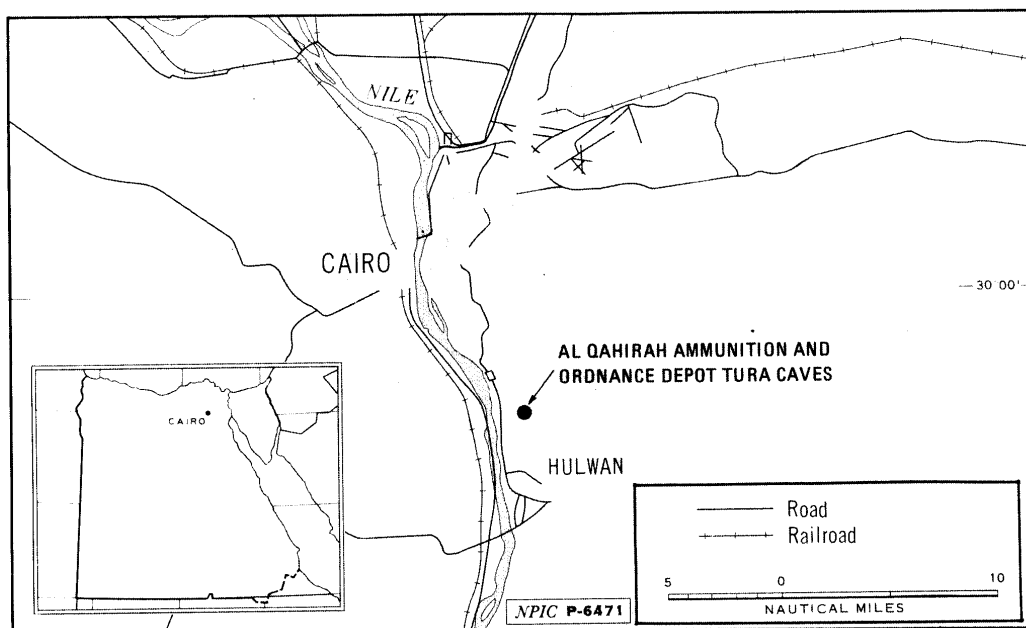 NILE
CAIRO
30 00'
AL QAHIRAH AMMUNITION AND
ORDNANCE DEPOT TURA CAVES
CAIRO
HULWAN
Road
Railroad
5 0 10
NAUTICAL MILES
NPIC P-6471